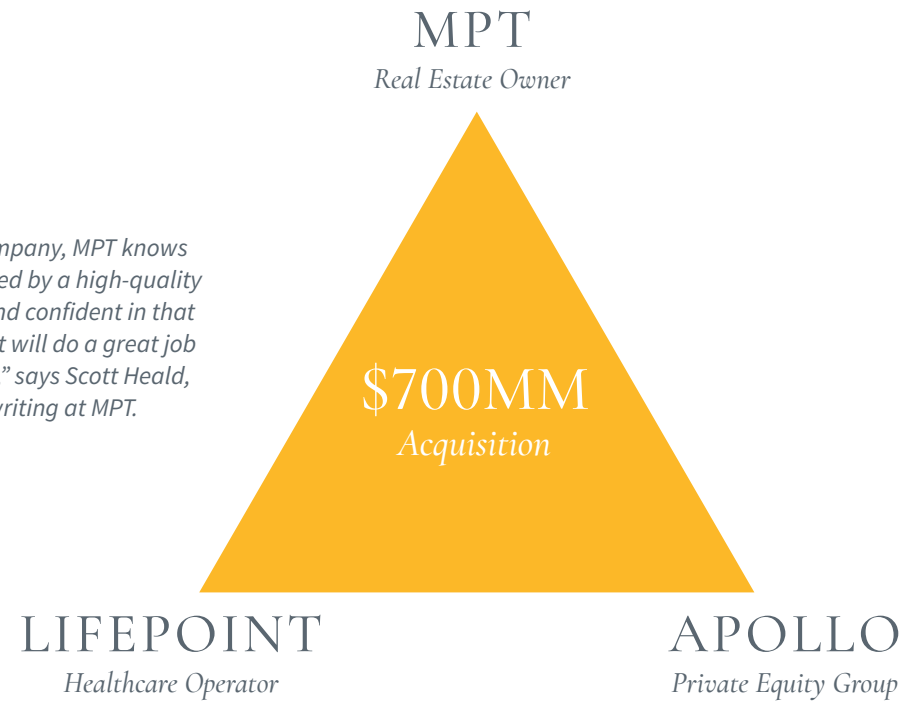 MPT
Real Estate Owner
mpany, MPT knows
ed by a high-quality
nd confident in that
t will do a great job
.” says Scott Heald,
writing at MPT.
$700MM
Acquisition
LIFEPOINT
Healthcare Operator
APOLLO
Private Equity Group